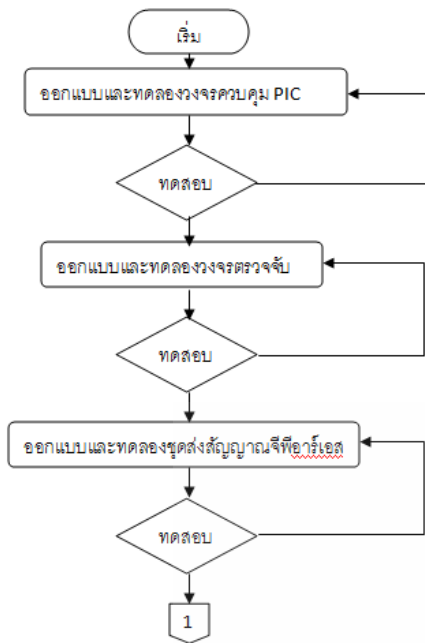 เริ่ม
ออกแบบและทดลองวงจรควบคุม PIC
ทดสอบ
ออกแบบและทดลองวงจรตรวจจับ
ทดสอบ
ออกแบบและทดลองชุดส่งสัญญาณจีพีอาร์เอส
ทดสอบ
1